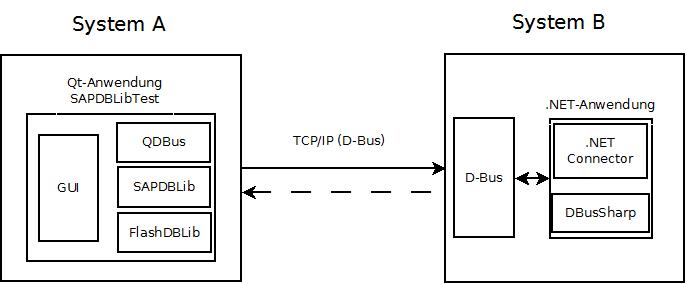 System A
System B
Qt-Anwendung
SAPDBLibTest
GUI
QDBus
SAPDBLib
FlashDBLib
TCP/IP (D-Bus)
D-Bus
.NET-Anwendung
.NET
Connector
DBusSharp